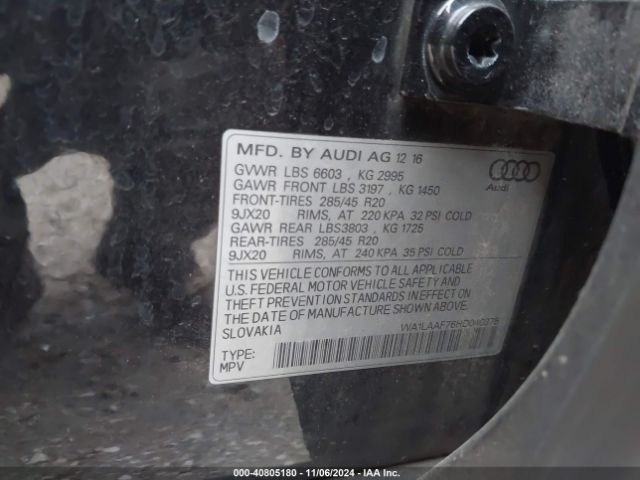 MFD. BY AUDI AG 12 16
GVWR LBS 6603 , KG 2995
GAWR FRONT LBS 3197 , KG 1450
FRONT-TIRES 285/45 R20
9JX20 RIMS, AT 220 KPA 32 PSI COLD
GAWR REAR LBS3803 , KG 1725
REAR-TIRES 285/45 R20
9JX20 RIMS, AT 240 KPA 35 PSI COLD
Audi
THIS VEHICLE CONFORMS TO ALL APPLICABLE
U.S. FEDERAL MOTOR VEHICLE SAFETY AND
THEFT PREVENTION STANDARDS IN EFFECT ON
THE DATE OF MANUFACTURE SHOWN ABOVE.
SLOVAKIA
TYPE:
MPV
000-40805180 - 11/06/2024 - IAA Inc.